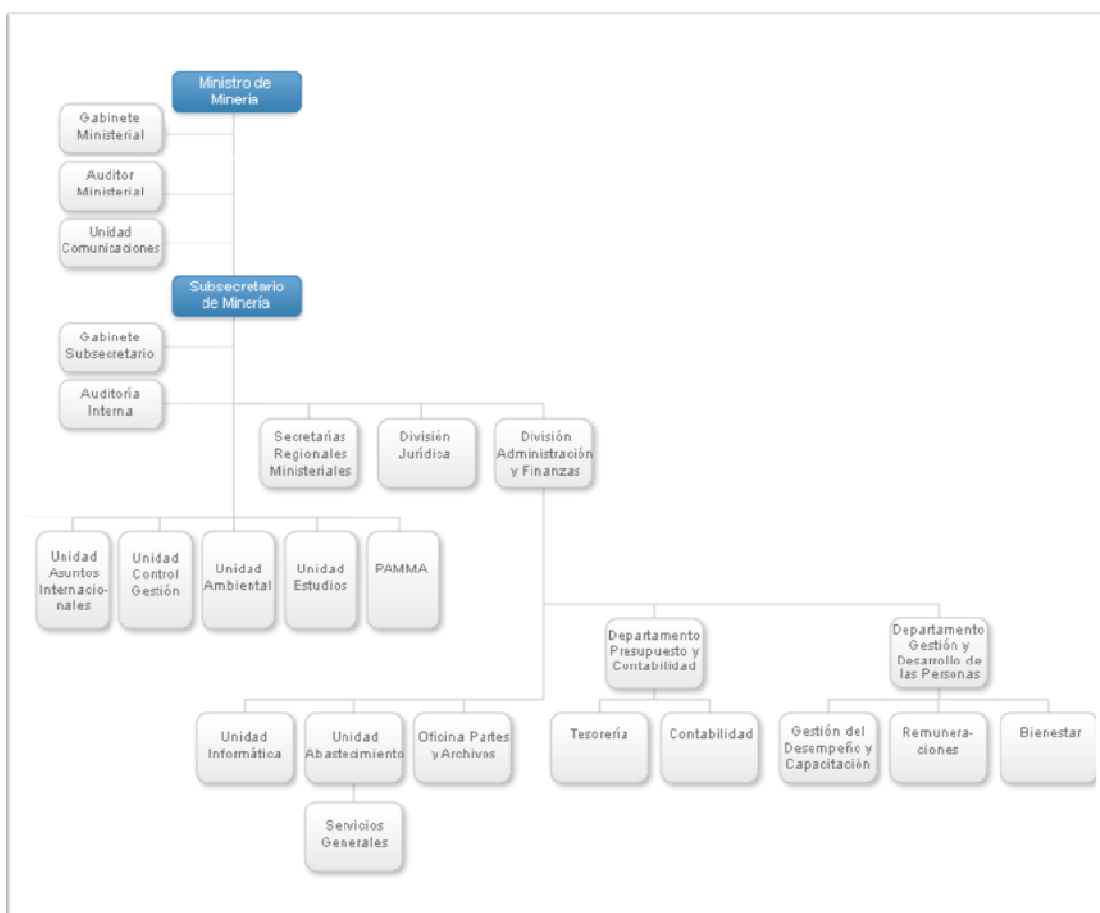 Ministro de
Minería
Gabinete
Ministerial
Auditor
Ministerial
Unidad
Comunicaciones
Subsecretario
de Minería
Gabinete
Subsecretario
Auditoría
Interna
Secretarías
Regionales
Ministeriales
División
Jurídica
División
Administración
y Finanzas
Unidad
Asuntos
Internacio-
nales
Unidad
Control
Gestión
Unidad
Ambiental
Unidad
Estudios
PAMMA
Departamento
Presupuesto y
Contabilidad
Departamento
Gestión y
Desarrollo de
las Personas
Unidad
Informática
Unidad
Abastecimiento
Oficina Partes
y Archivos
Tesorería
Contabilidad
Gestión del
Desempeño y
Capacitación
Remunera-
ciones
Bienestar
Servicios
Generales